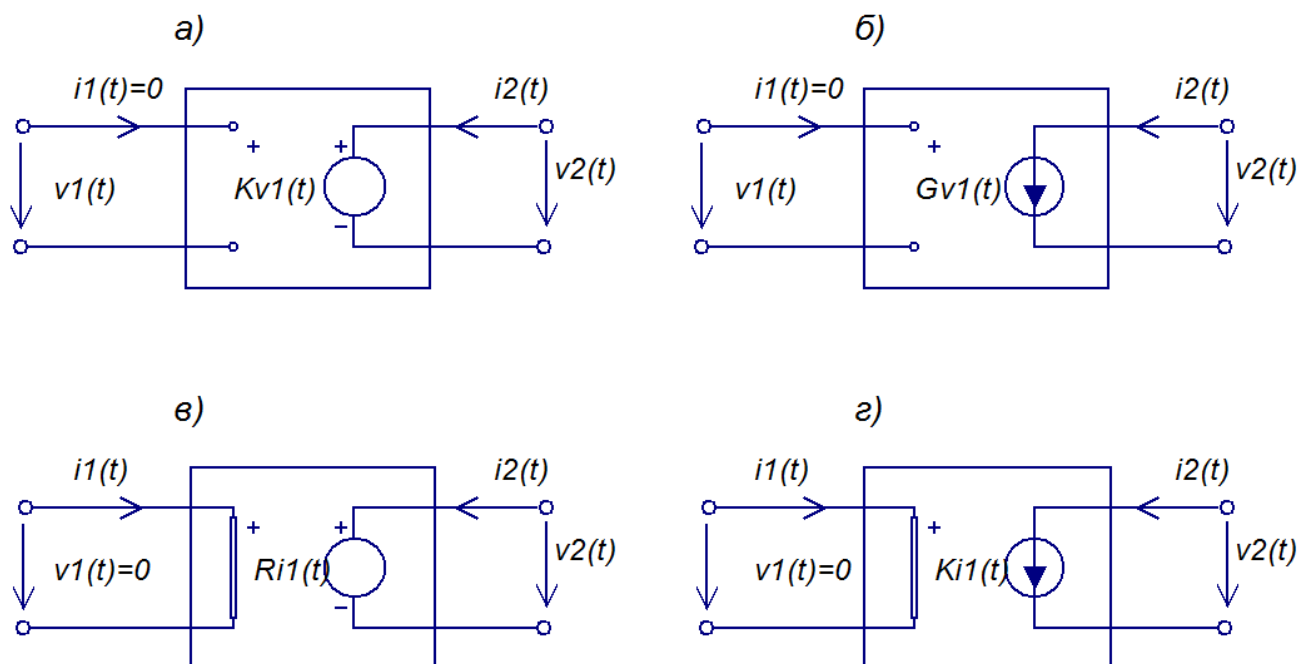 а)
i1(t)=0
i2(t)
+
+
v1(t)
Kv1(t)
v2(t)
−
б)
i1(t)=0
i2(t)
+
v1(t)
Gv1(t)
v2(t)
в)
i1(t)
i2(t)
+
+
v1(t)=0
Ri1(t)
v2(t)
−
г)
i1(t)
i2(t)
+
v1(t)=0
Ki1(t)
v2(t)